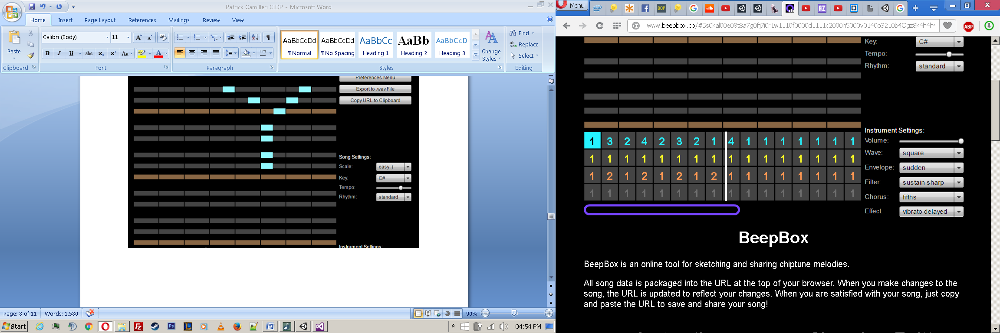 Patrick Camilleri CIDP - Microsoft Word
Home Insert Page Layout References Mailings Review View
Paste
Clipboard
Calibri (Body) 11
B I U abc x₂ x² Aa
Font
Paragraph
AaBbCcDd AaBbCcDd AaBbCc AaBb AaBbCcD
¶ Normal ¶ No Spacing Heading 1 Heading 2 Heading 3
Change Styles
Styles
Find
Replace
Select
Editing
Preferences Menu
Export to .wav File
Copy URL to Clipboard
Song Settings:
Scale: easy :)
Key: C#
Tempo:
Rhythm: standard
Instrument Settings:
Page: 8 of 11 Words: 1,580 90%
Start 04:54 PM
Menu
www.beepbox.co/#5s0kal00e08t8a7g0fj7i0r1w1110f0000d1111c2000h5000v0140o3210b4Ogz8k4h4h4
ABP
Key: C#
Tempo:
Rhythm: standard
Instrument Settings:
Volume:
Wave: square
Envelope: sudden
Filter: sustain sharp
Chorus: fifths
Effect: vibrato delayed
1 3 2 4 2 3 2 1 4 1 1 1 1 1 1 1
1 1 1 1 1 1 1 1 1 1 1 1 1 1 1 1
1 2 1 2 1 2 1 2 1 1 1 1 1 1 1 1
1 1 1 1 1 1 1 1 1 1 1 1 1 1 1 1
BeepBox
BeepBox is an online tool for sketching and sharing chiptune melodies.
All song data is packaged into the URL at the top of your browser. When you make changes to the
song, the URL is updated to reflect your changes. When you are satisfied with your song, just copy
and paste the URL to save and share your song!